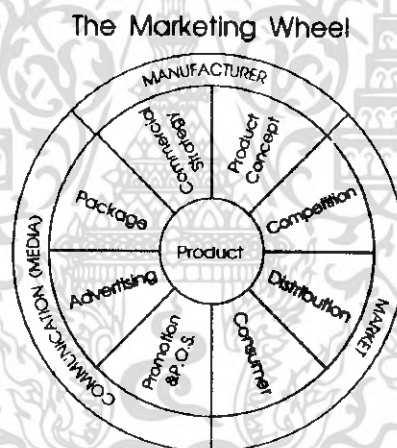 The Marketing Wheel
MANUFACTURER
Commercial
Strategy
Product
Concept
Package
Competition
Product
COMMUNICATION (MEDIA)
Advertising
Distribution
MARKET
Promotion
&P.O.S.
Consumer